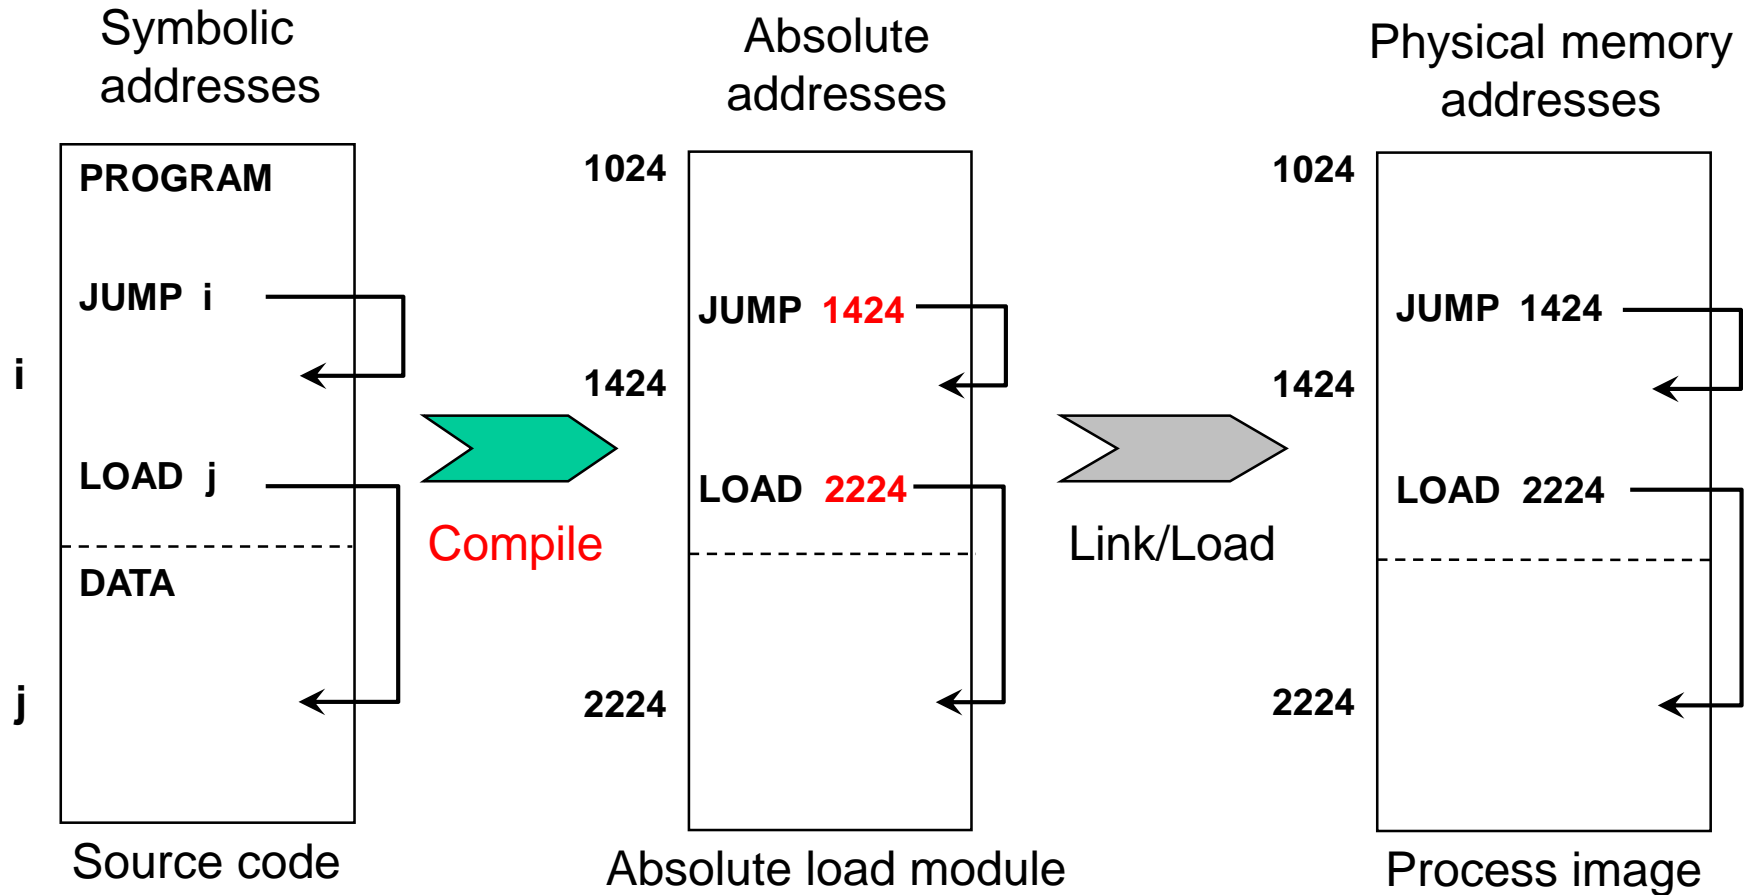 Symbolic
addresses
PROGRAM
JUMP i
i
LOAD j
DATA
j
Source code
Compile
Absolute
addresses
1024
JUMP 1424
1424
LOAD 2224
2224
Absolute load module
Link/Load
Physical memory
addresses
1024
JUMP 1424
1424
LOAD 2224
2224
Process image